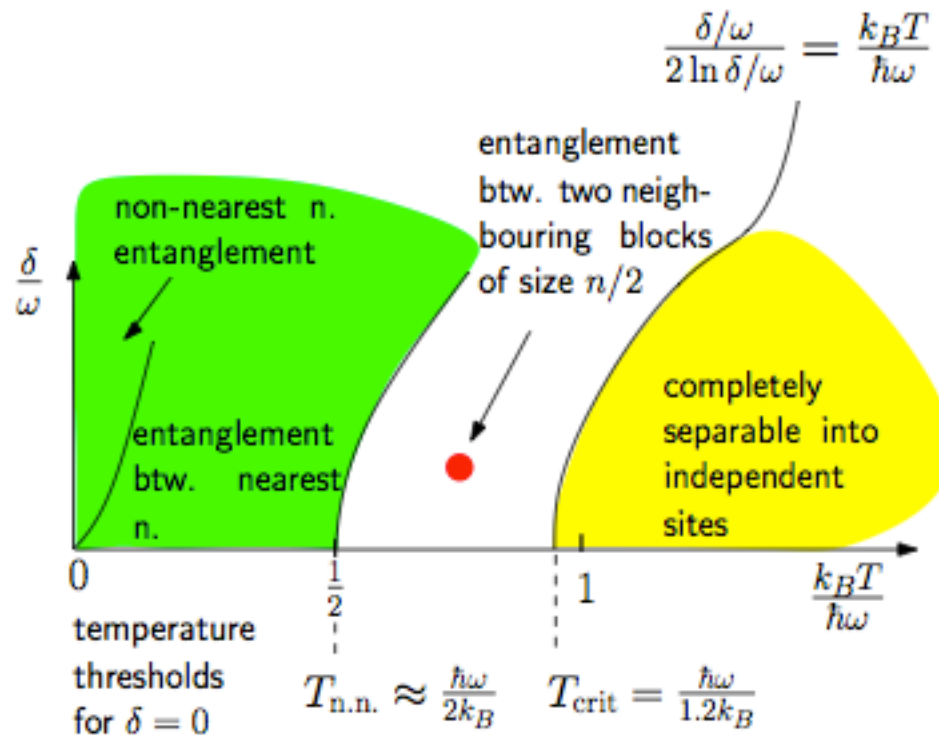 δ/ω / 2 ln δ/ω = k_B T / ħω
entanglement
btw. two neigh-
bouring blocks
of size n/2
non-nearest n.
entanglement
δ/ω
completely
separable into
independent
sites
entanglement
btw. nearest
n.
0
1/2
1
k_B T / ħω
temperature
thresholds
for δ = 0
T_n.n. ≈ ħω / 2k_B
T_crit = ħω / 1.2k_B